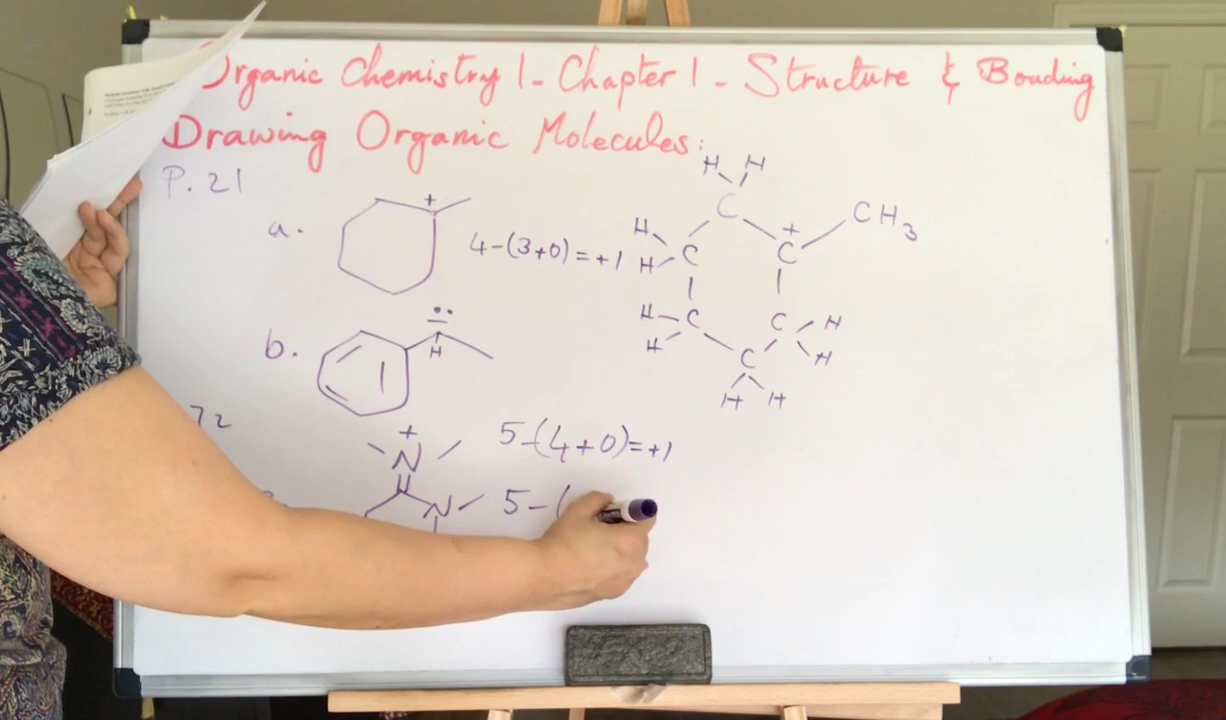 Organic Chemistry 1 - Chapter 1 - Structure & Bonding
Drawing Organic Molecules:
P. 21
a.
+
4-(3+0)=+1
H H
C
H
H C
C +
CH3
H C
H
C H
H
C
H H
b.
..
H
72
+
N
5-(4+0)=+1
N
5-(